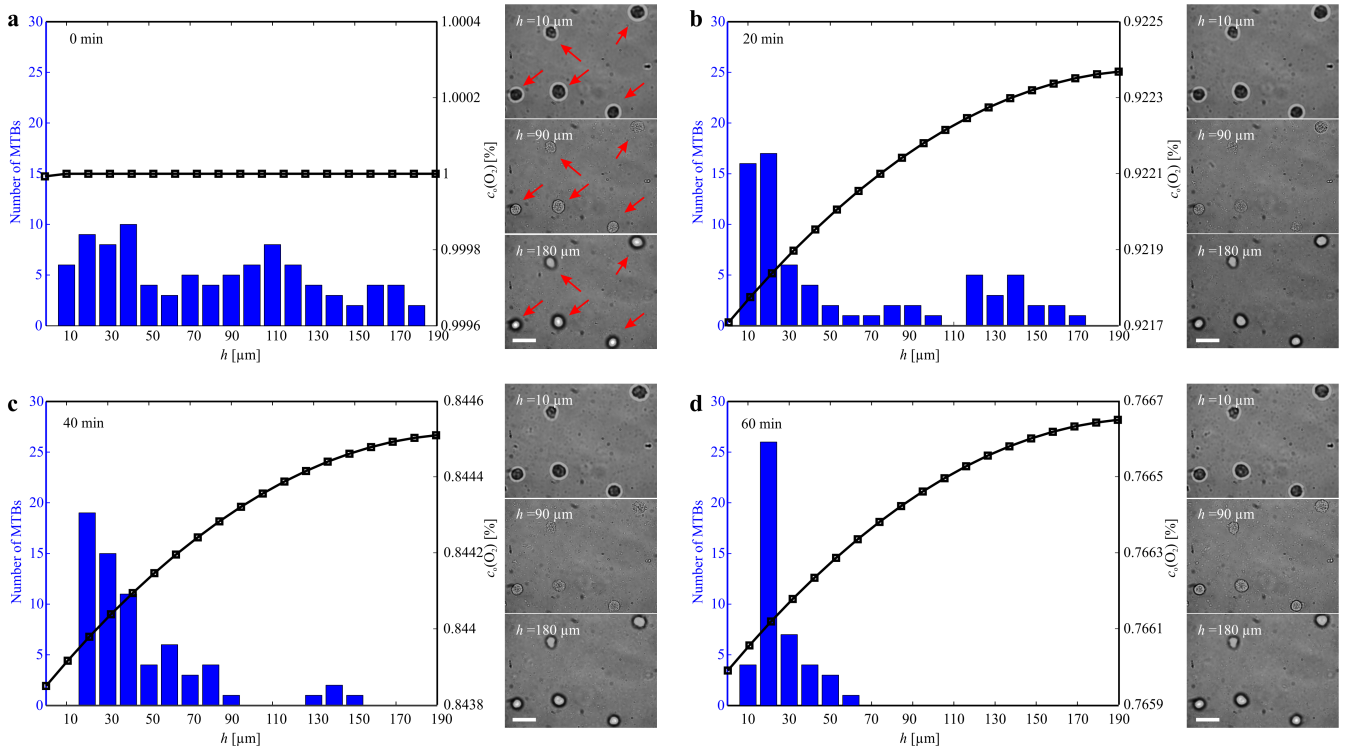 a
0 min
30
25
20
15
10
5
0
Number of MTBs
10 30 50 70 90 110 130 150 170 190
h [µm]
1.0004
1.0002
1
0.9998
0.9996
cₒ(O₂) [%]
h =10 µm
h =90 µm
h =180 µm
b
20 min
30
25
20
15
10
5
0
Number of MTBs
10 30 50 70 90 110 130 150 170 190
h [µm]
0.9225
0.9223
0.9221
0.9219
0.9217
cₒ(O₂) [%]
h =10 µm
h =90 µm
h =180 µm
c
40 min
30
25
20
15
10
5
0
Number of MTBs
10 30 50 70 90 110 130 150 170 190
h [µm]
0.8446
0.8444
0.8442
0.844
0.8438
cₒ(O₂) [%]
h =10 µm
h =90 µm
h =180 µm
d
60 min
30
25
20
15
10
5
0
Number of MTBs
10 30 50 70 90 110 130 150 170 190
h [µm]
0.7667
0.7665
0.7663
0.7661
0.7659
cₒ(O₂) [%]
h =10 µm
h =90 µm
h =180 µm